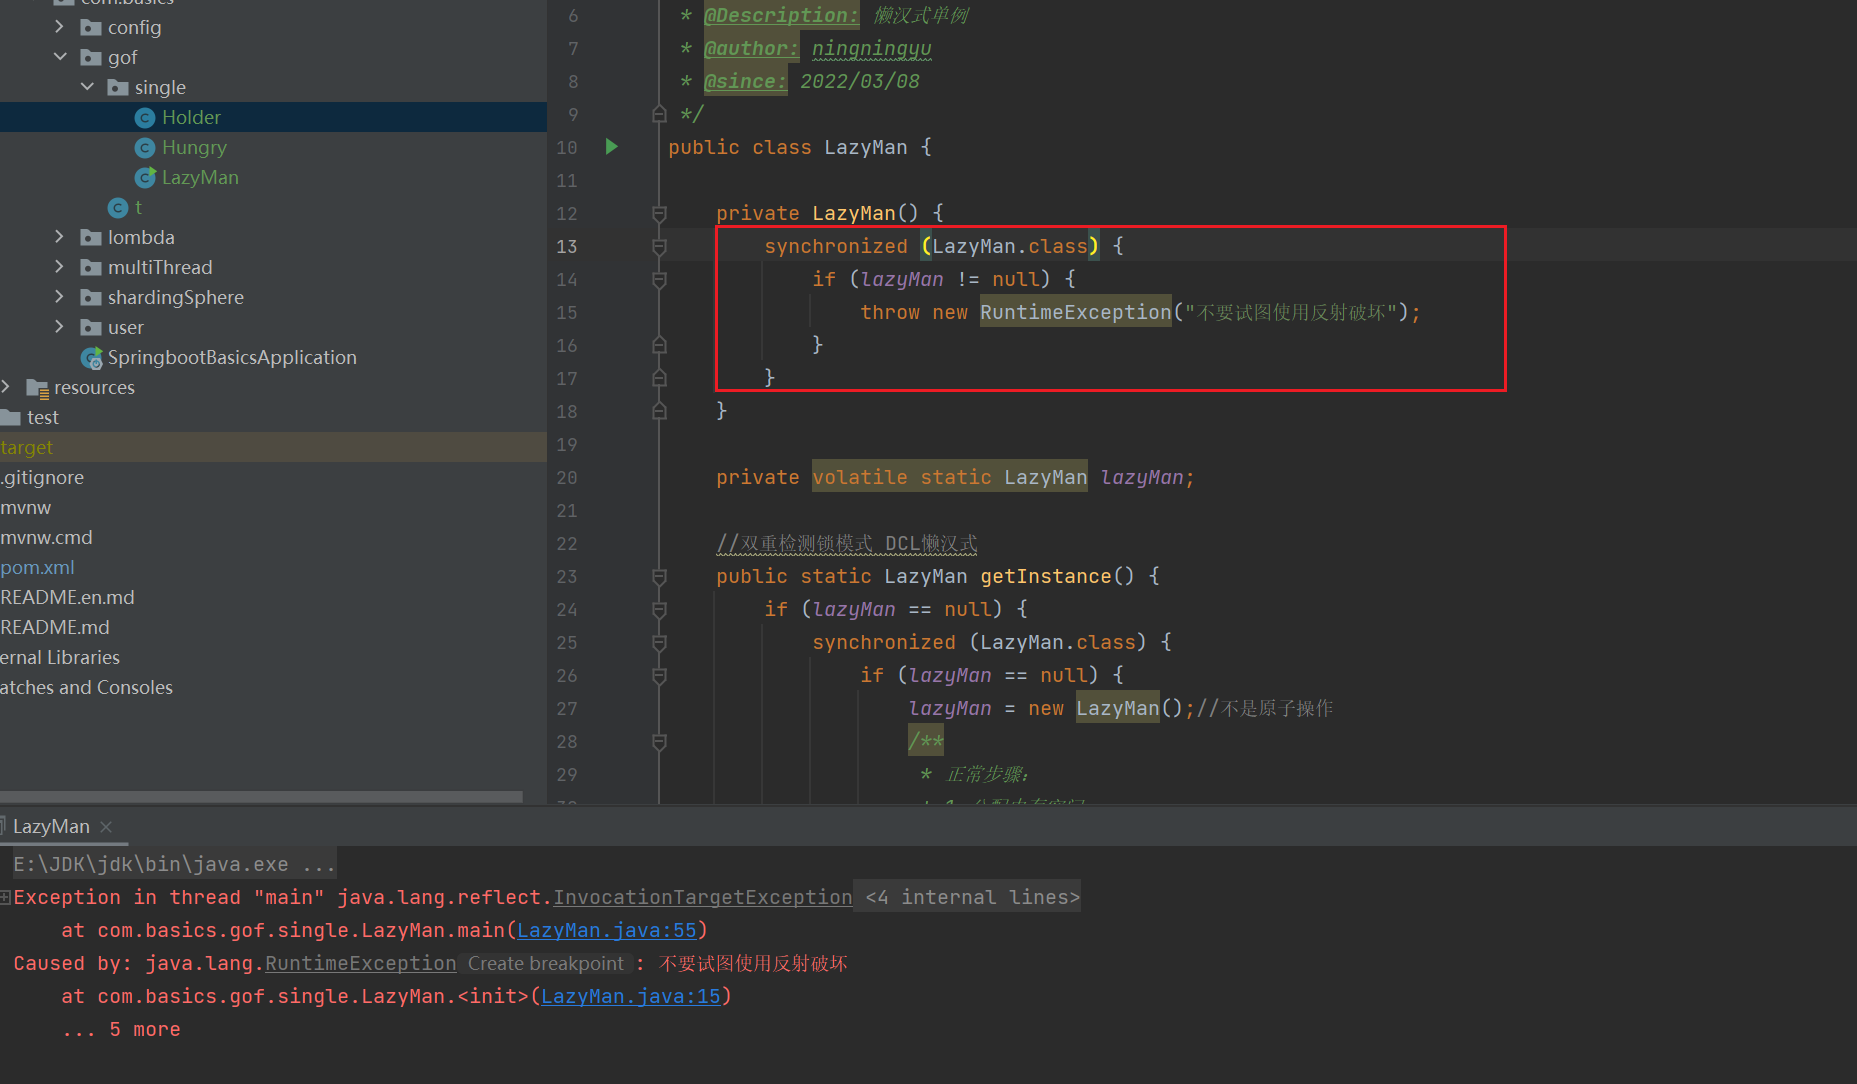 com.basics
config
gof
single
Holder
Hungry
LazyMan
t
lombda
multiThread
shardingSphere
user
SpringbootBasicsApplication
resources
test
target
.gitignore
mvnw
mvnw.cmd
pom.xml
README.en.md
README.md
ernal Libraries
atches and Consoles
6 * @Description: 懒汉式单例
7 * @author: ningningyu
8 * @since: 2022/03/08
9 */
10 public class LazyMan {
11
12 private LazyMan() {
13 synchronized (LazyMan.class) {
14 if (lazyMan != null) {
15 throw new RuntimeException("不要试图使用反射破坏");
16 }
17 }
18 }
19
20 private volatile static LazyMan lazyMan;
21
22 //双重检测锁模式 DCL懒汉式
23 public static LazyMan getInstance() {
24 if (lazyMan == null) {
25 synchronized (LazyMan.class) {
26 if (lazyMan == null) {
27 lazyMan = new LazyMan();//不是原子操作
28 /**
29 * 正常步骤：
LazyMan
E:\JDK\jdk\bin\java.exe ...
Exception in thread "main" java.lang.reflect.InvocationTargetException <4 internal lines>
at com.basics.gof.single.LazyMan.main(LazyMan.java:55)
Caused by: java.lang.RuntimeException Create breakpoint : 不要试图使用反射破坏
at com.basics.gof.single.LazyMan.<init>(LazyMan.java:15)
... 5 more